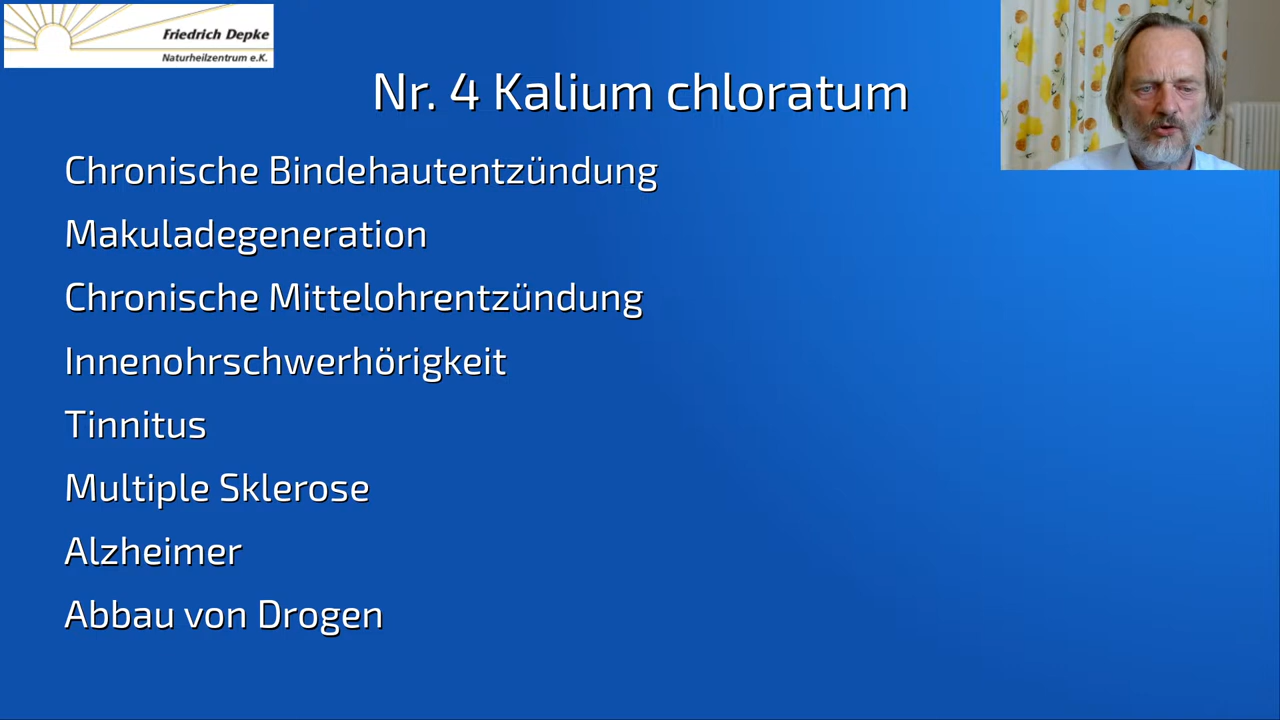 Friedrich Depke
Naturheilzentrum e.K.
Nr. 4 Kalium chloratum
Chronische Bindehautentzündung
Makuladegeneration
Chronische Mittelohrentzündung
Innenohrschwerhörigkeit
Tinnitus
Multiple Sklerose
Alzheimer
Abbau von Drogen